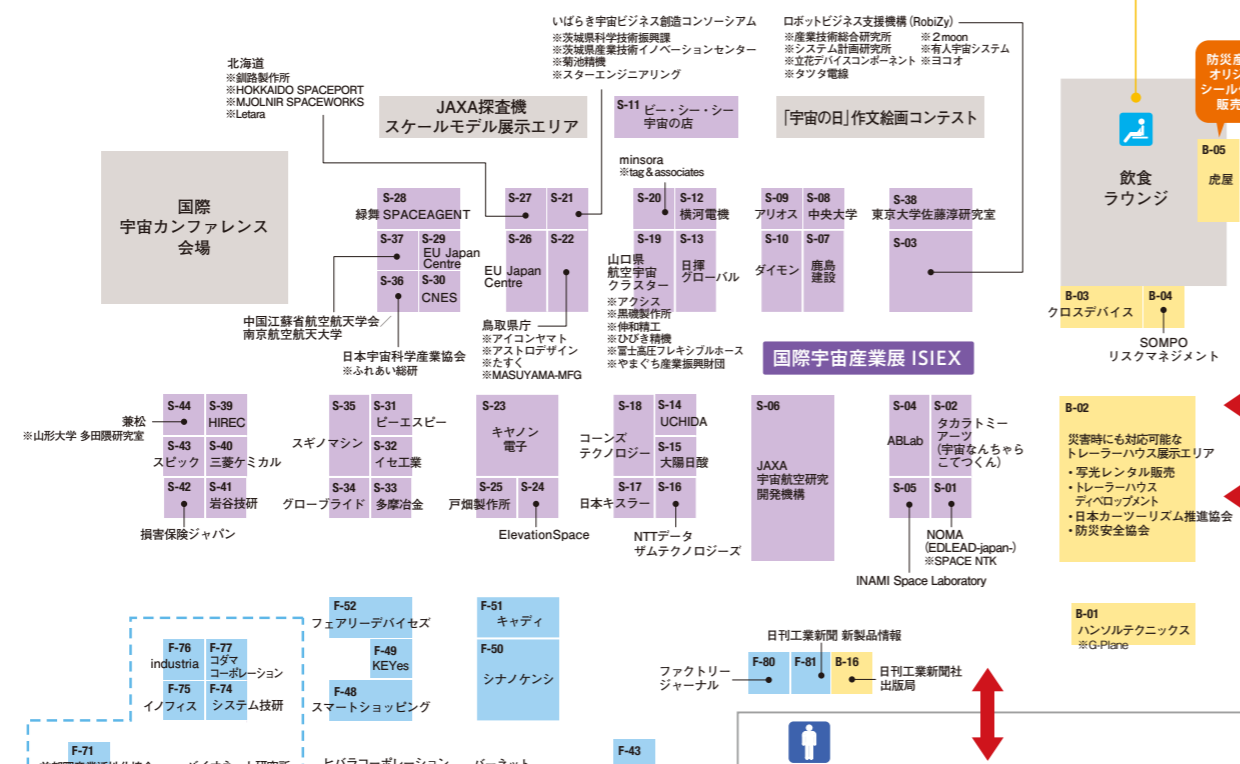 いばらき宇宙ビジネス創造コンソーシアム
※茨城県科学技術振興課
※茨城県産業技術イノベーションセンター
※菊池精機
※スターエンジニアリング
ロボットビジネス支援機構(RobiZy)
※産業技術総合研究所 ※2moon
※システム計画研究所 ※有人宇宙システム
※立花デバイスコンポーネント ※ヨコオ
※タツタ電線
北海道
※釧路製作所
※HOKKAIDO SPACEPORT
※MJOLNIR SPACEWORKS
※Letara
JAXA探査機
スケールモデル展示エリア
S-11
ビー・シー・シー
宇宙の店
「宇宙の日」作文絵画コンテスト
国際
宇宙カンファレンス
会場
飲食
ラウンジ
B-05
虎屋
minsora
※tag&associates
S-28
緑舞 SPACEAGENT
S-37
S-29
EU Japan
Centre
S-36
S-30
CNES
S-27
S-21
S-26
EU Japan
Centre
S-22
S-20
S-12
横河電機
S-19
山口県
航空宇宙
クラスター
※アクシス
※黒磯製作所
※伸和精工
※ひびき精機
※冨士高圧フレキシブルホース
※やまぐち産業振興財団
S-13
日揮
グローバル
S-09
アリオス
S-08
中央大学
S-10
ダイモン
S-07
鹿島
建設
S-38
東京大学佐藤淳研究室
S-03
中国江蘇省航空航天学会/
南京航空航天大学
日本宇宙科学産業協会
※ふれあい総研
鳥取県庁
※アイコンヤマト
※アストロデザイン
※たすく
※MASUYAMA-MFG
国際宇宙産業展 ISIEX
B-03
クロスデバイス
B-04
SOMPO
リスクマネジメント
兼松
※山形大学 多田隈研究室
S-44
S-39
HIREC
S-43
スピック
S-40
三菱ケミカル
S-42
S-41
岩谷技研
損害保険ジャパン
S-35
スギノマシン
S-31
ビーエスピー
S-32
イセ工業
S-34
グローブライド
S-33
多摩冶金
S-23
キヤノン
電子
S-25
戸畑製作所
S-24
ElevationSpace
S-18
コーンズ
テクノロジー
S-14
UCHIDA
S-15
大陽日酸
S-17
日本キスラー
S-16
NTTデータ
ザムテクノロジーズ
S-06
JAXA
宇宙航空研究
開発機構
S-04
ABLab
S-02
タカラトミー
アーツ
(宇宙なんちゃら
こてつくん)
S-05
S-01
NOMA
(EDLEAD-japan-)
※SPACE NTK
INAMI Space Laboratory
B-02
災害時にも対応可能な
トレーラーハウス展示エリア
・写光レンタル販売
・トレーラーハウス
ディベロップメント
・日本カーツーリズム推進協会
・防災安全協会
B-01
ハンソルテクニックス
※G-Plane
F-52
フェアリーデバイセズ
F-49
KEYes
F-48
スマートショッピング
F-51
キャディ
F-50
シナノケンシ
F-76
industria
F-77
コダマ
コーポレーション
F-75
イノフィス
F-74
システム技研
日刊工業新聞 新製品情報
ファクトリー
ジャーナル
F-80
F-81
B-16
日刊工業新聞社
出版局
F-71
F-43